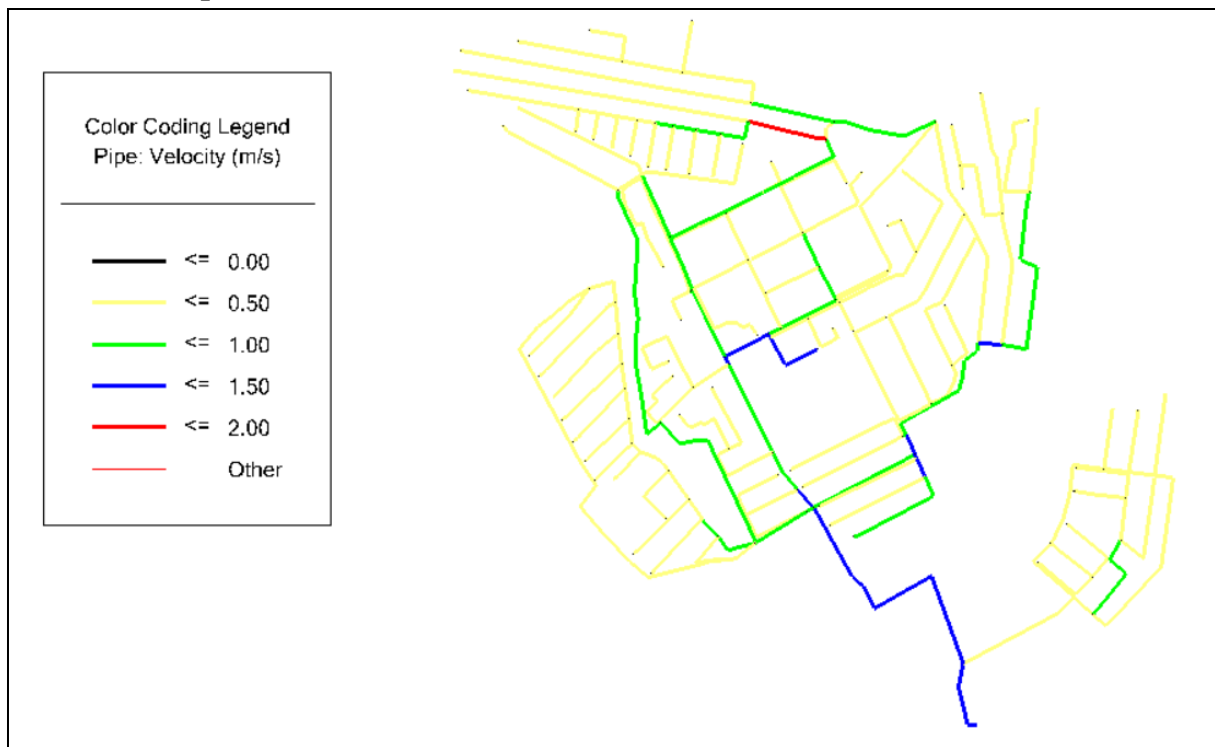 Color Coding Legend
Pipe: Velocity (m/s)
<= 0.00
<= 0.50
<= 1.00
<= 1.50
<= 2.00
Other